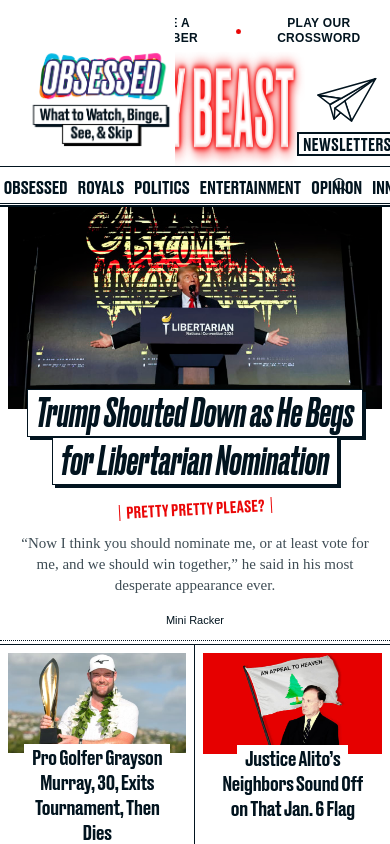 PLAY OUR
CROSSWORD
OBSESSED
What to Watch, Binge,
See, & Skip
Y BEAST
NEWSLETTERS
OBSESSED ROYALS POLITICS ENTERTAINMENT OPINION INN
BECOME
UNGOVERNABLE
LIBERTARIAN
National Convention 2024
Trump Shouted Down as He Begs
for Libertarian Nomination
PRETTY PRETTY PLEASE?
“Now I think you should nominate me, or at least vote for
me, and we should win together,” he said in his most
desperate appearance ever.
Mini Racker
AN APPEAL TO HEAVEN
Pro Golfer Grayson
Murray, 30, Exits
Tournament, Then
Dies
Justice Alito’s
Neighbors Sound Off
on That Jan. 6 Flag